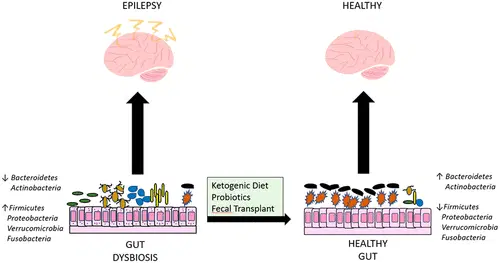 EPILEPSY
HEALTHY
↓ Bacteroidetes
Actinobacteria
↑Firmicutes
Proteobacteria
Verrucomicrobia
Fusobacteria
GUT
DYSBIOSIS
Ketogenic Diet
Probiotics
Fecal Transplant
HEALTHY
GUT
↑ Bacteroidetes
Actinobacteria
↓Firmicutes
Proteobacteria
Verrucomicrobia
Fusobacteria